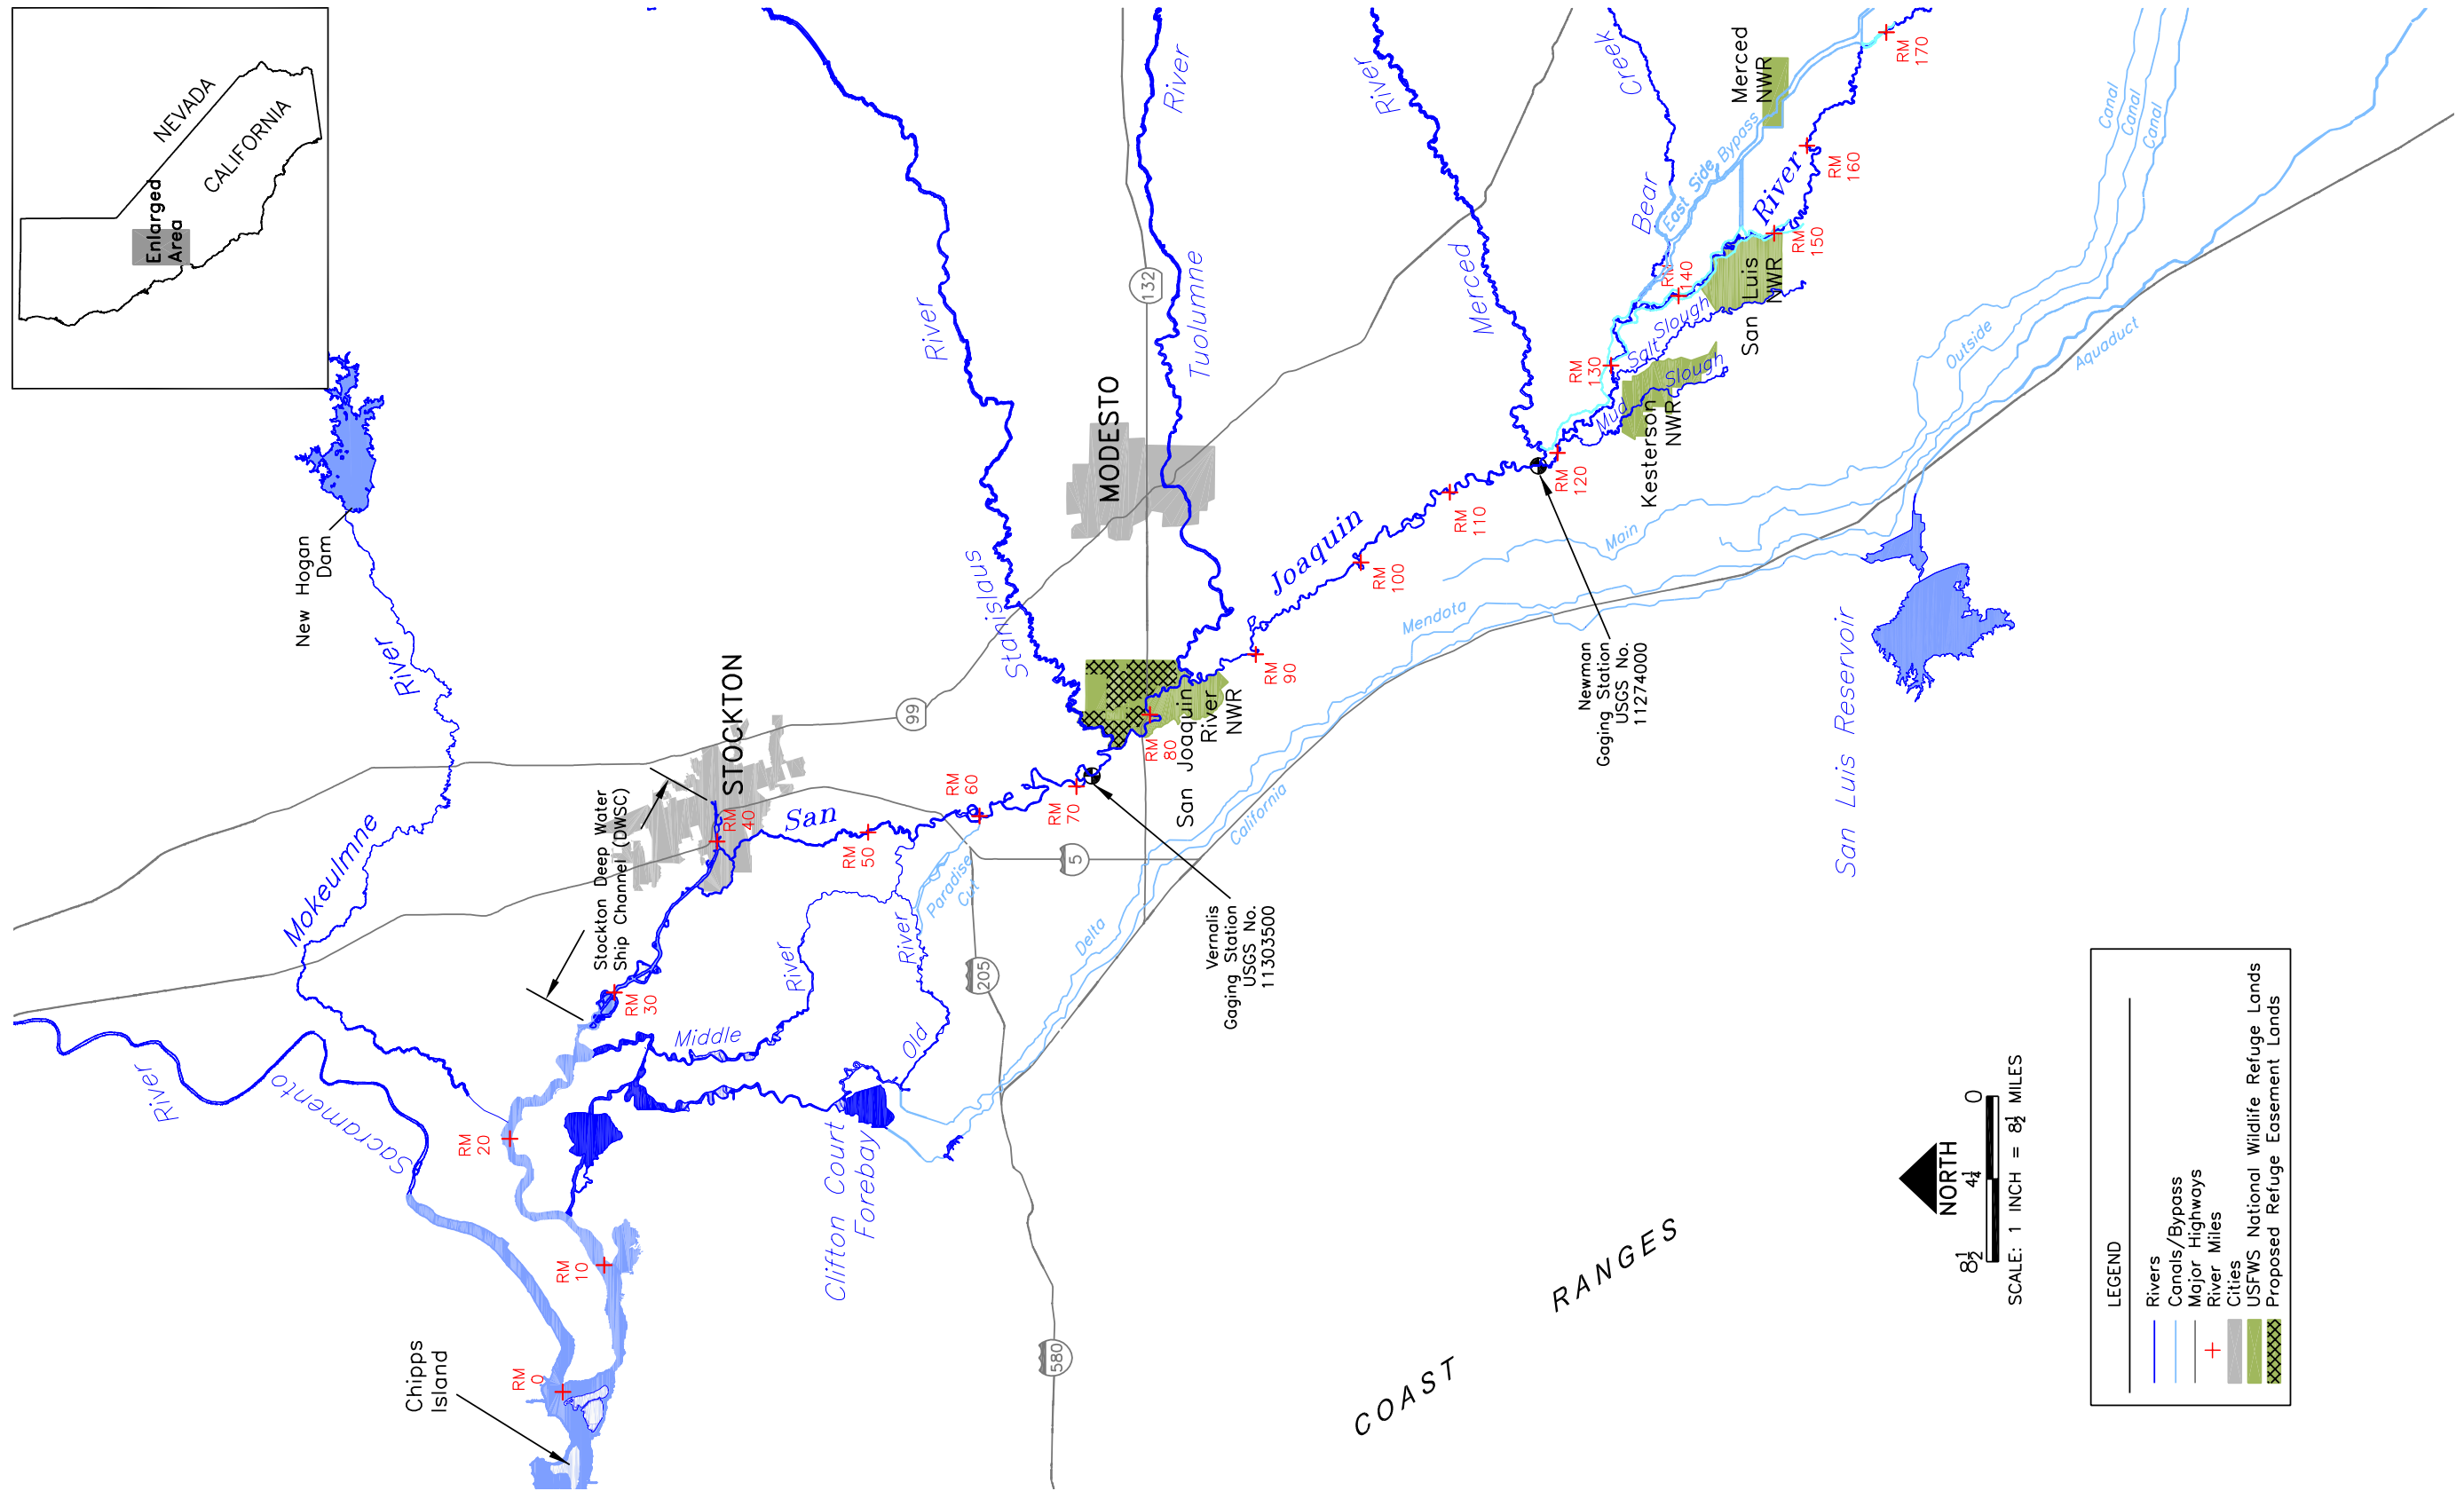 NEVADA
CALIFORNIA
Enlarged
Area
New Hogan
Dam
River
Mokeulmne
STOCKTON
Stockton Deep Water
Ship Channel (DWSC)
River
Sacramento
RM
0
RM
10
RM
20
RM
30
RM
40
RM
50
RM
60
RM
70
RM
80
RM
90
RM
100
RM
110
RM
120
RM
130
RM
140
RM
150
RM
160
RM
170
Chipps
Island
Middle
River
Old
River
Paradise
Cut
Clifton Court
Forebay
San
Joaquin
River
99
5
205
580
132
Stanislaus
River
MODESTO
Tuolumne
River
Merced
River
Bear
Creek
East Side Bypass
Merced
NWR
San Luis
NWR
Salt
Slough
Mud
Slough
Kesterson
NWR
San Joaquin
River
NWR
Vernalis
Gaging Station
USGS No.
11303500
Newman
Gaging Station
USGS No.
11274000
Delta
Mendota
Canal
California
Aquaduct
Main
Canal
Outside
Canal
San Luis Reservoir
COAST
RANGES
NORTH
8½
4¼
0
SCALE: 1 INCH = 8½ MILES
LEGEND
Rivers
Canals/Bypass
Major Highways
River Miles
Cities
USFWS National Wildlife Refuge Lands
Proposed Refuge Easement Lands